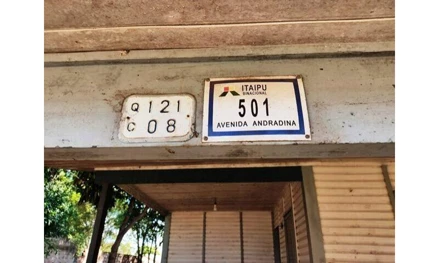 Q 121
C 08
ITAIPU
BINACIONAL
501
AVENIDA ANDRADINA